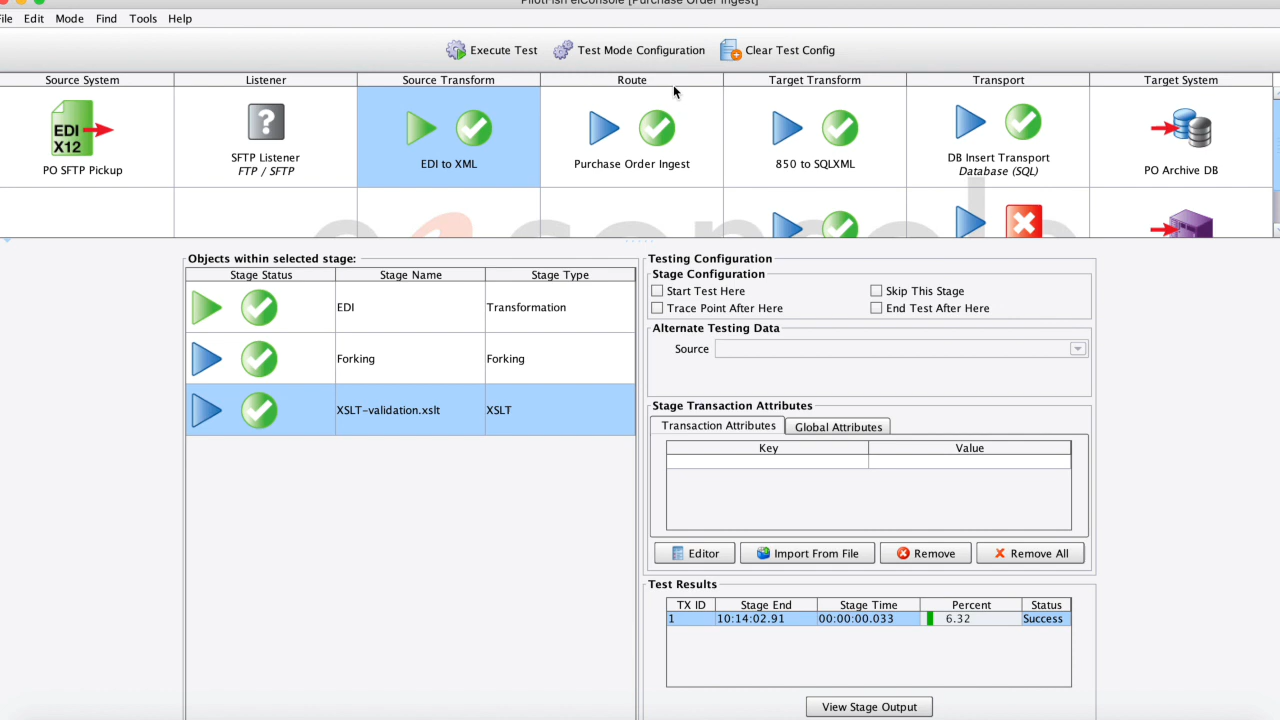 PilotFish eiConsole [Purchase Order Ingest]
File Edit Mode Find Tools Help
Execute Test Test Mode Configuration Clear Test Config
Source System Listener Source Transform Route Target Transform Transport Target System
EDI
X12
PO SFTP Pickup
?
SFTP Listener
FTP / SFTP
EDI to XML
Purchase Order Ingest
850 to SQLXML
DB Insert Transport
Database (SQL)
PO Archive DB
Objects within selected stage:
Stage Status Stage Name Stage Type
EDI Transformation
Forking Forking
XSLT-validation.xslt XSLT
Testing Configuration
Stage Configuration
Start Test Here Skip This Stage
Trace Point After Here End Test After Here
Alternate Testing Data
Source
Stage Transaction Attributes
Transaction Attributes Global Attributes
Key Value
Editor Import From File Remove Remove All
Test Results
TX ID Stage End Stage Time Percent Status
1 10:14:02.91 00:00:00.033 6.32 Success
View Stage Output